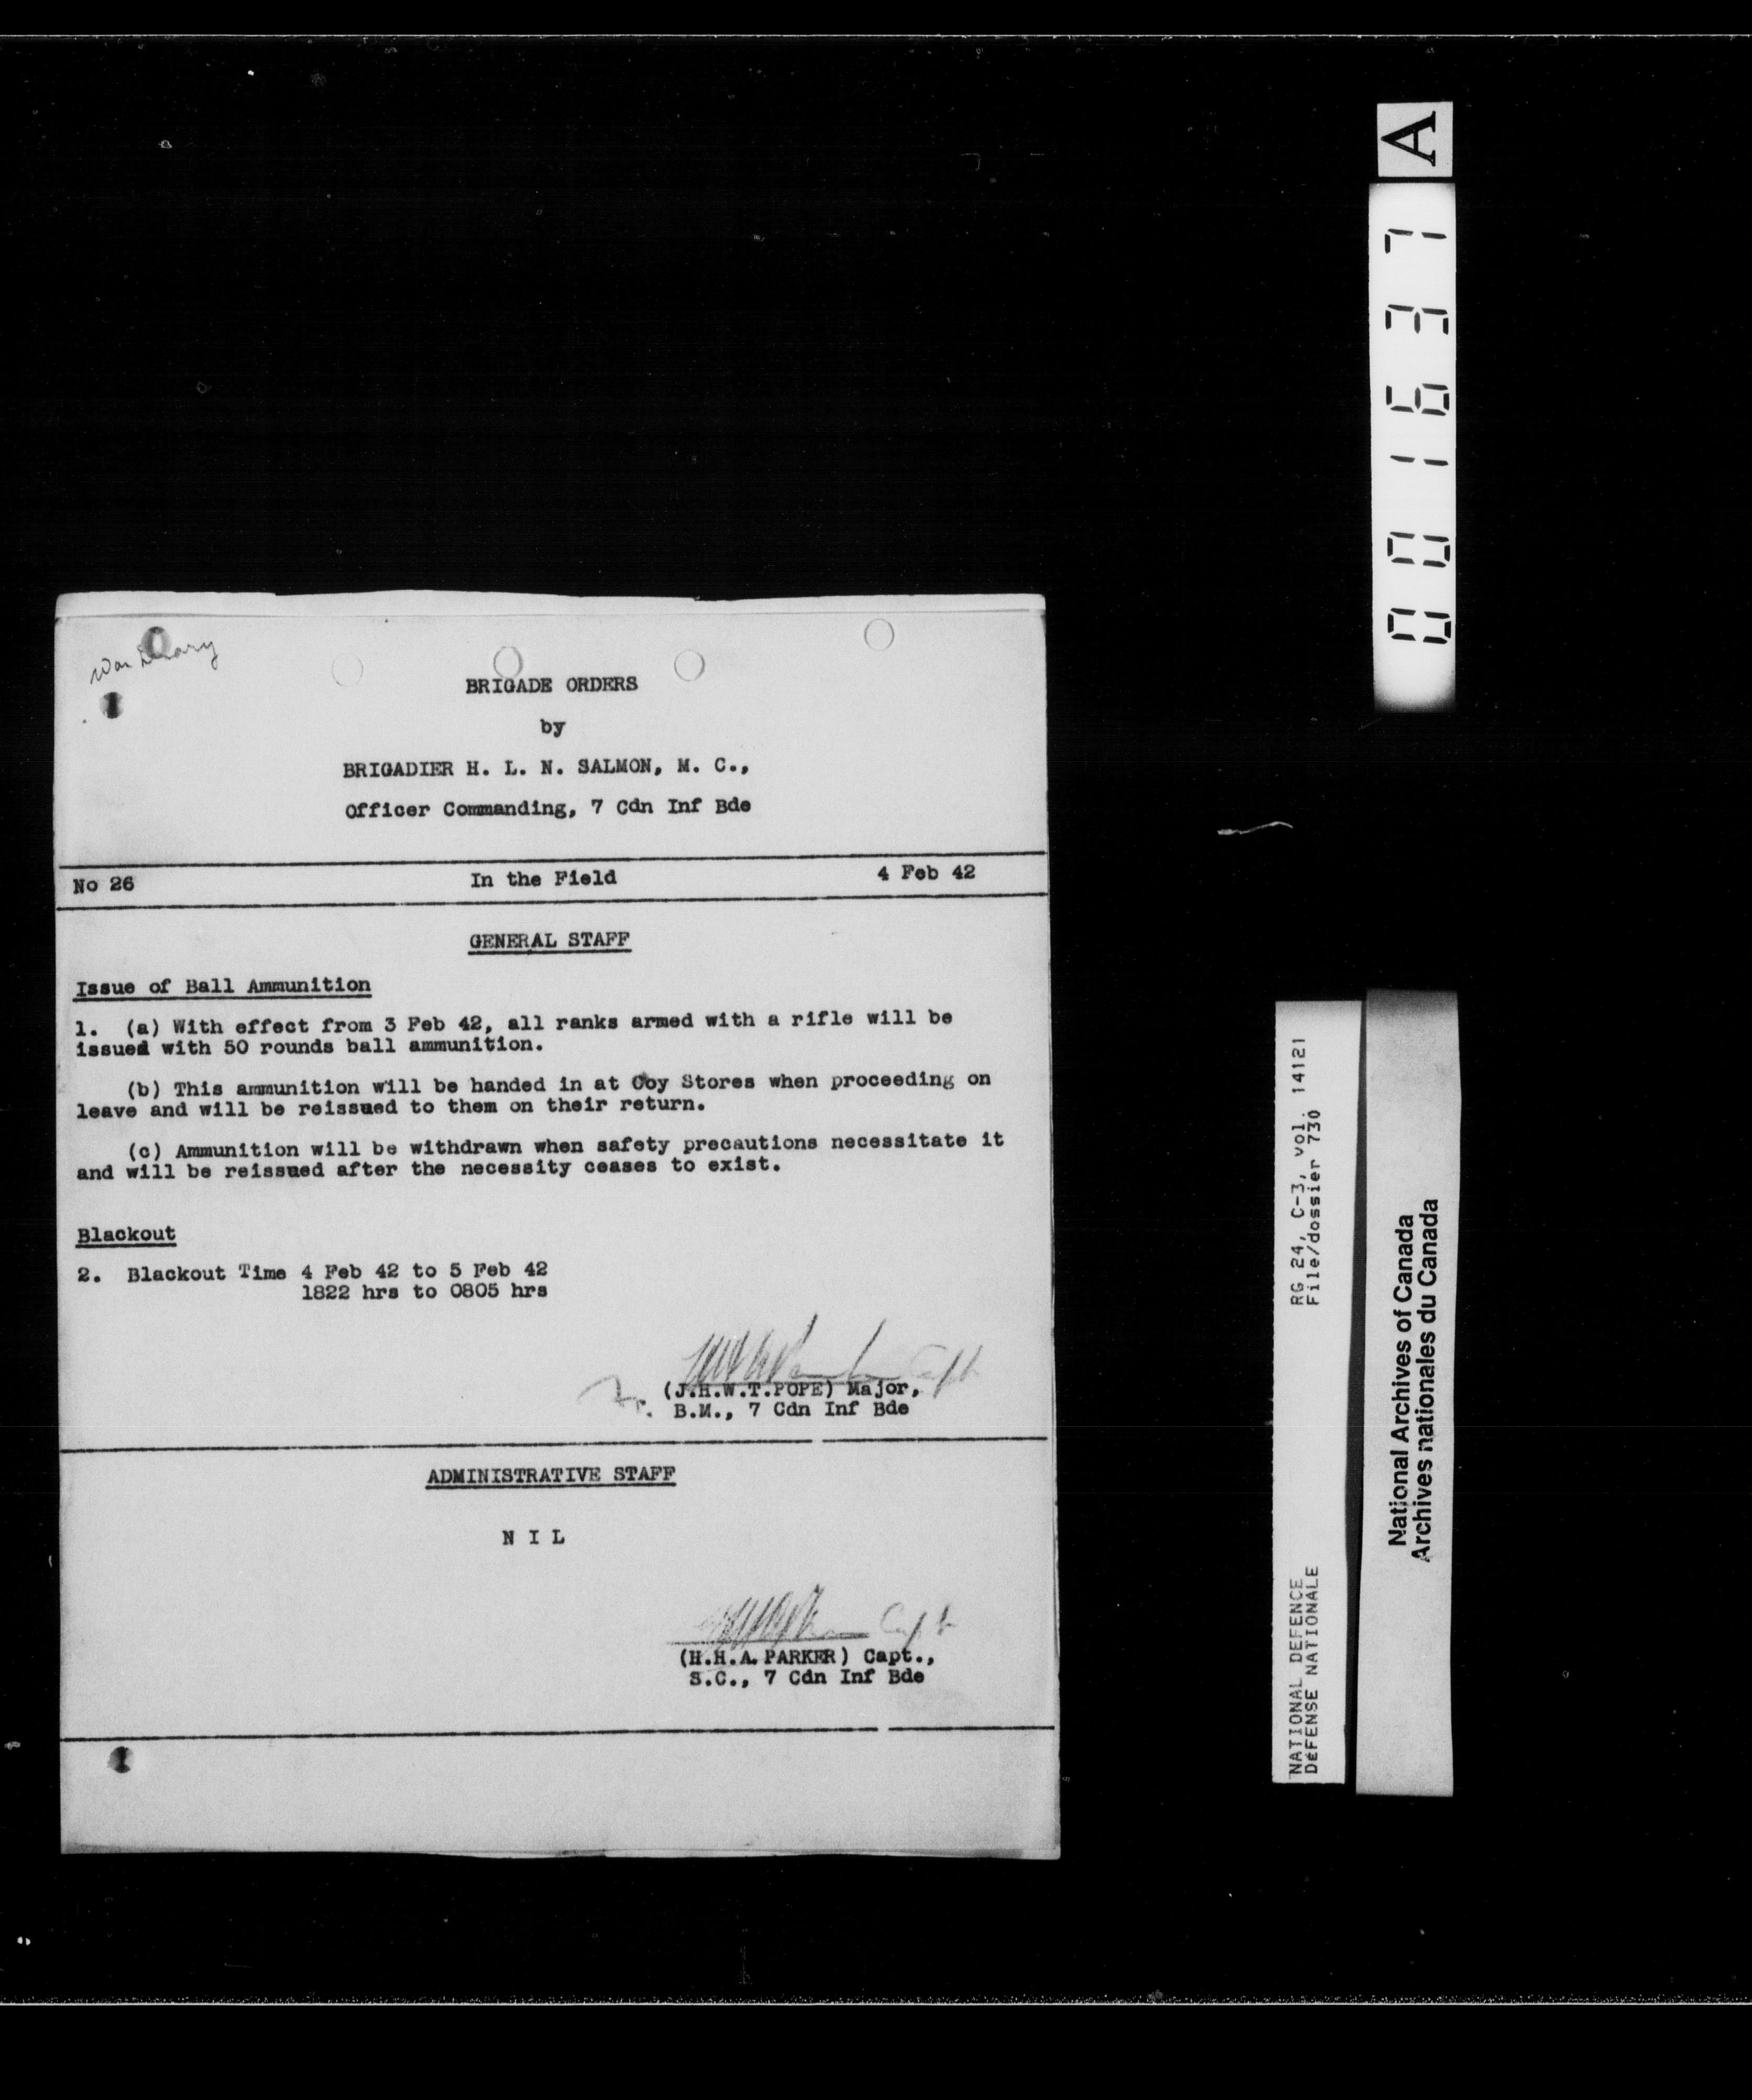 War Diary
BRIGADE ORDERS
by
BRIGADIER H. L. N. SALMON, M. C.,
Officer Commanding, 7 Cdn Inf Bde
No 26 In the Field 4 Feb 42
GENERAL STAFF
Issue of Ball Ammunition
1. (a) With effect from 3 Feb 42, all ranks armed with a rifle will be
issued with 50 rounds ball ammunition.
(b) This ammunition will be handed in at Coy Stores when proceeding on
leave and will be reissued to them on their return.
(c) Ammunition will be withdrawn when safety precautions necessitate it
and will be reissued after the necessity ceases to exist.
Blackout
2. Blackout Time 4 Feb 42 to 5 Feb 42
1822 hrs to 0805 hrs
Capt
(J.H.W.T.POPE) Major,
B.M., 7 Cdn Inf Bde
ADMINISTRATIVE STAFF
N I L
Capt
(H.H.A.PARKER) Capt.,
S.C., 7 Cdn Inf Bde
001637
A
NATIONAL DEFENCE RG 24, C-3, vol. 14121
DéFENSE NATIONALE File/dossier 730
National Archives of Canada
Archives nationales du Canada